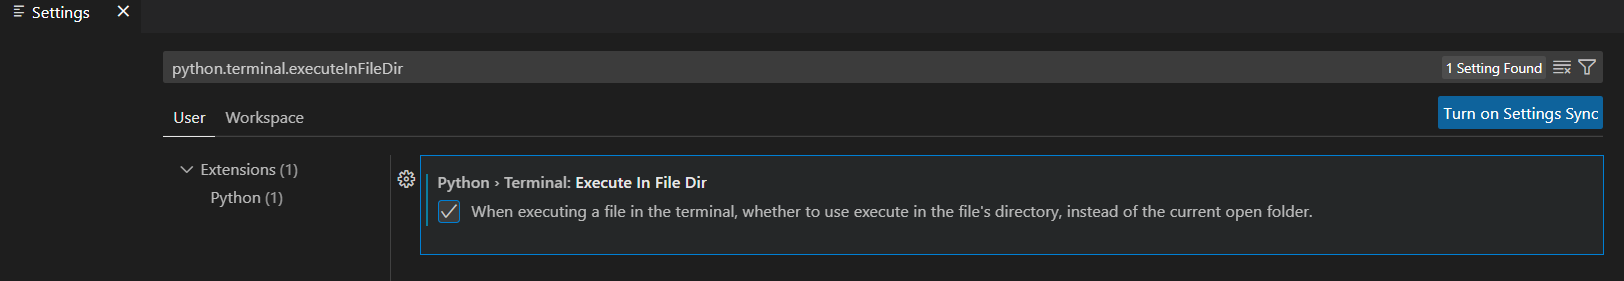 Settings
python.terminal.executeInFileDir
1 Setting Found
User
Workspace
Turn on Settings Sync
Extensions (1)
Python (1)
Python › Terminal: Execute In File Dir
When executing a file in the terminal, whether to use execute in the file's directory, instead of the current open folder.